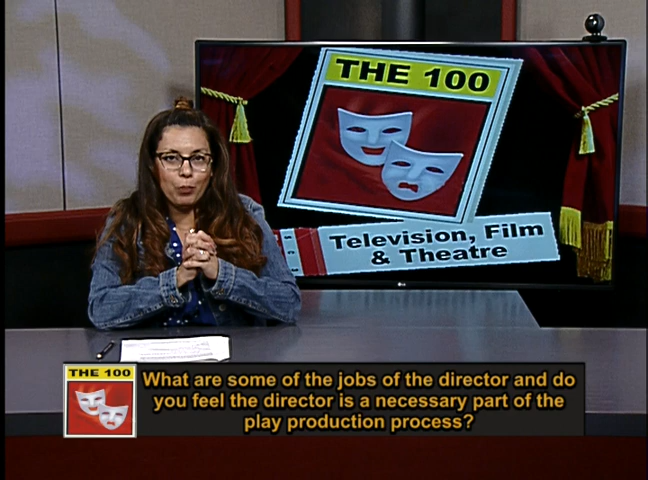 THE 100
Television, Film
& Theatre
THE 100
What are some of the jobs of the director and do
you feel the director is a necessary part of the
play production process?